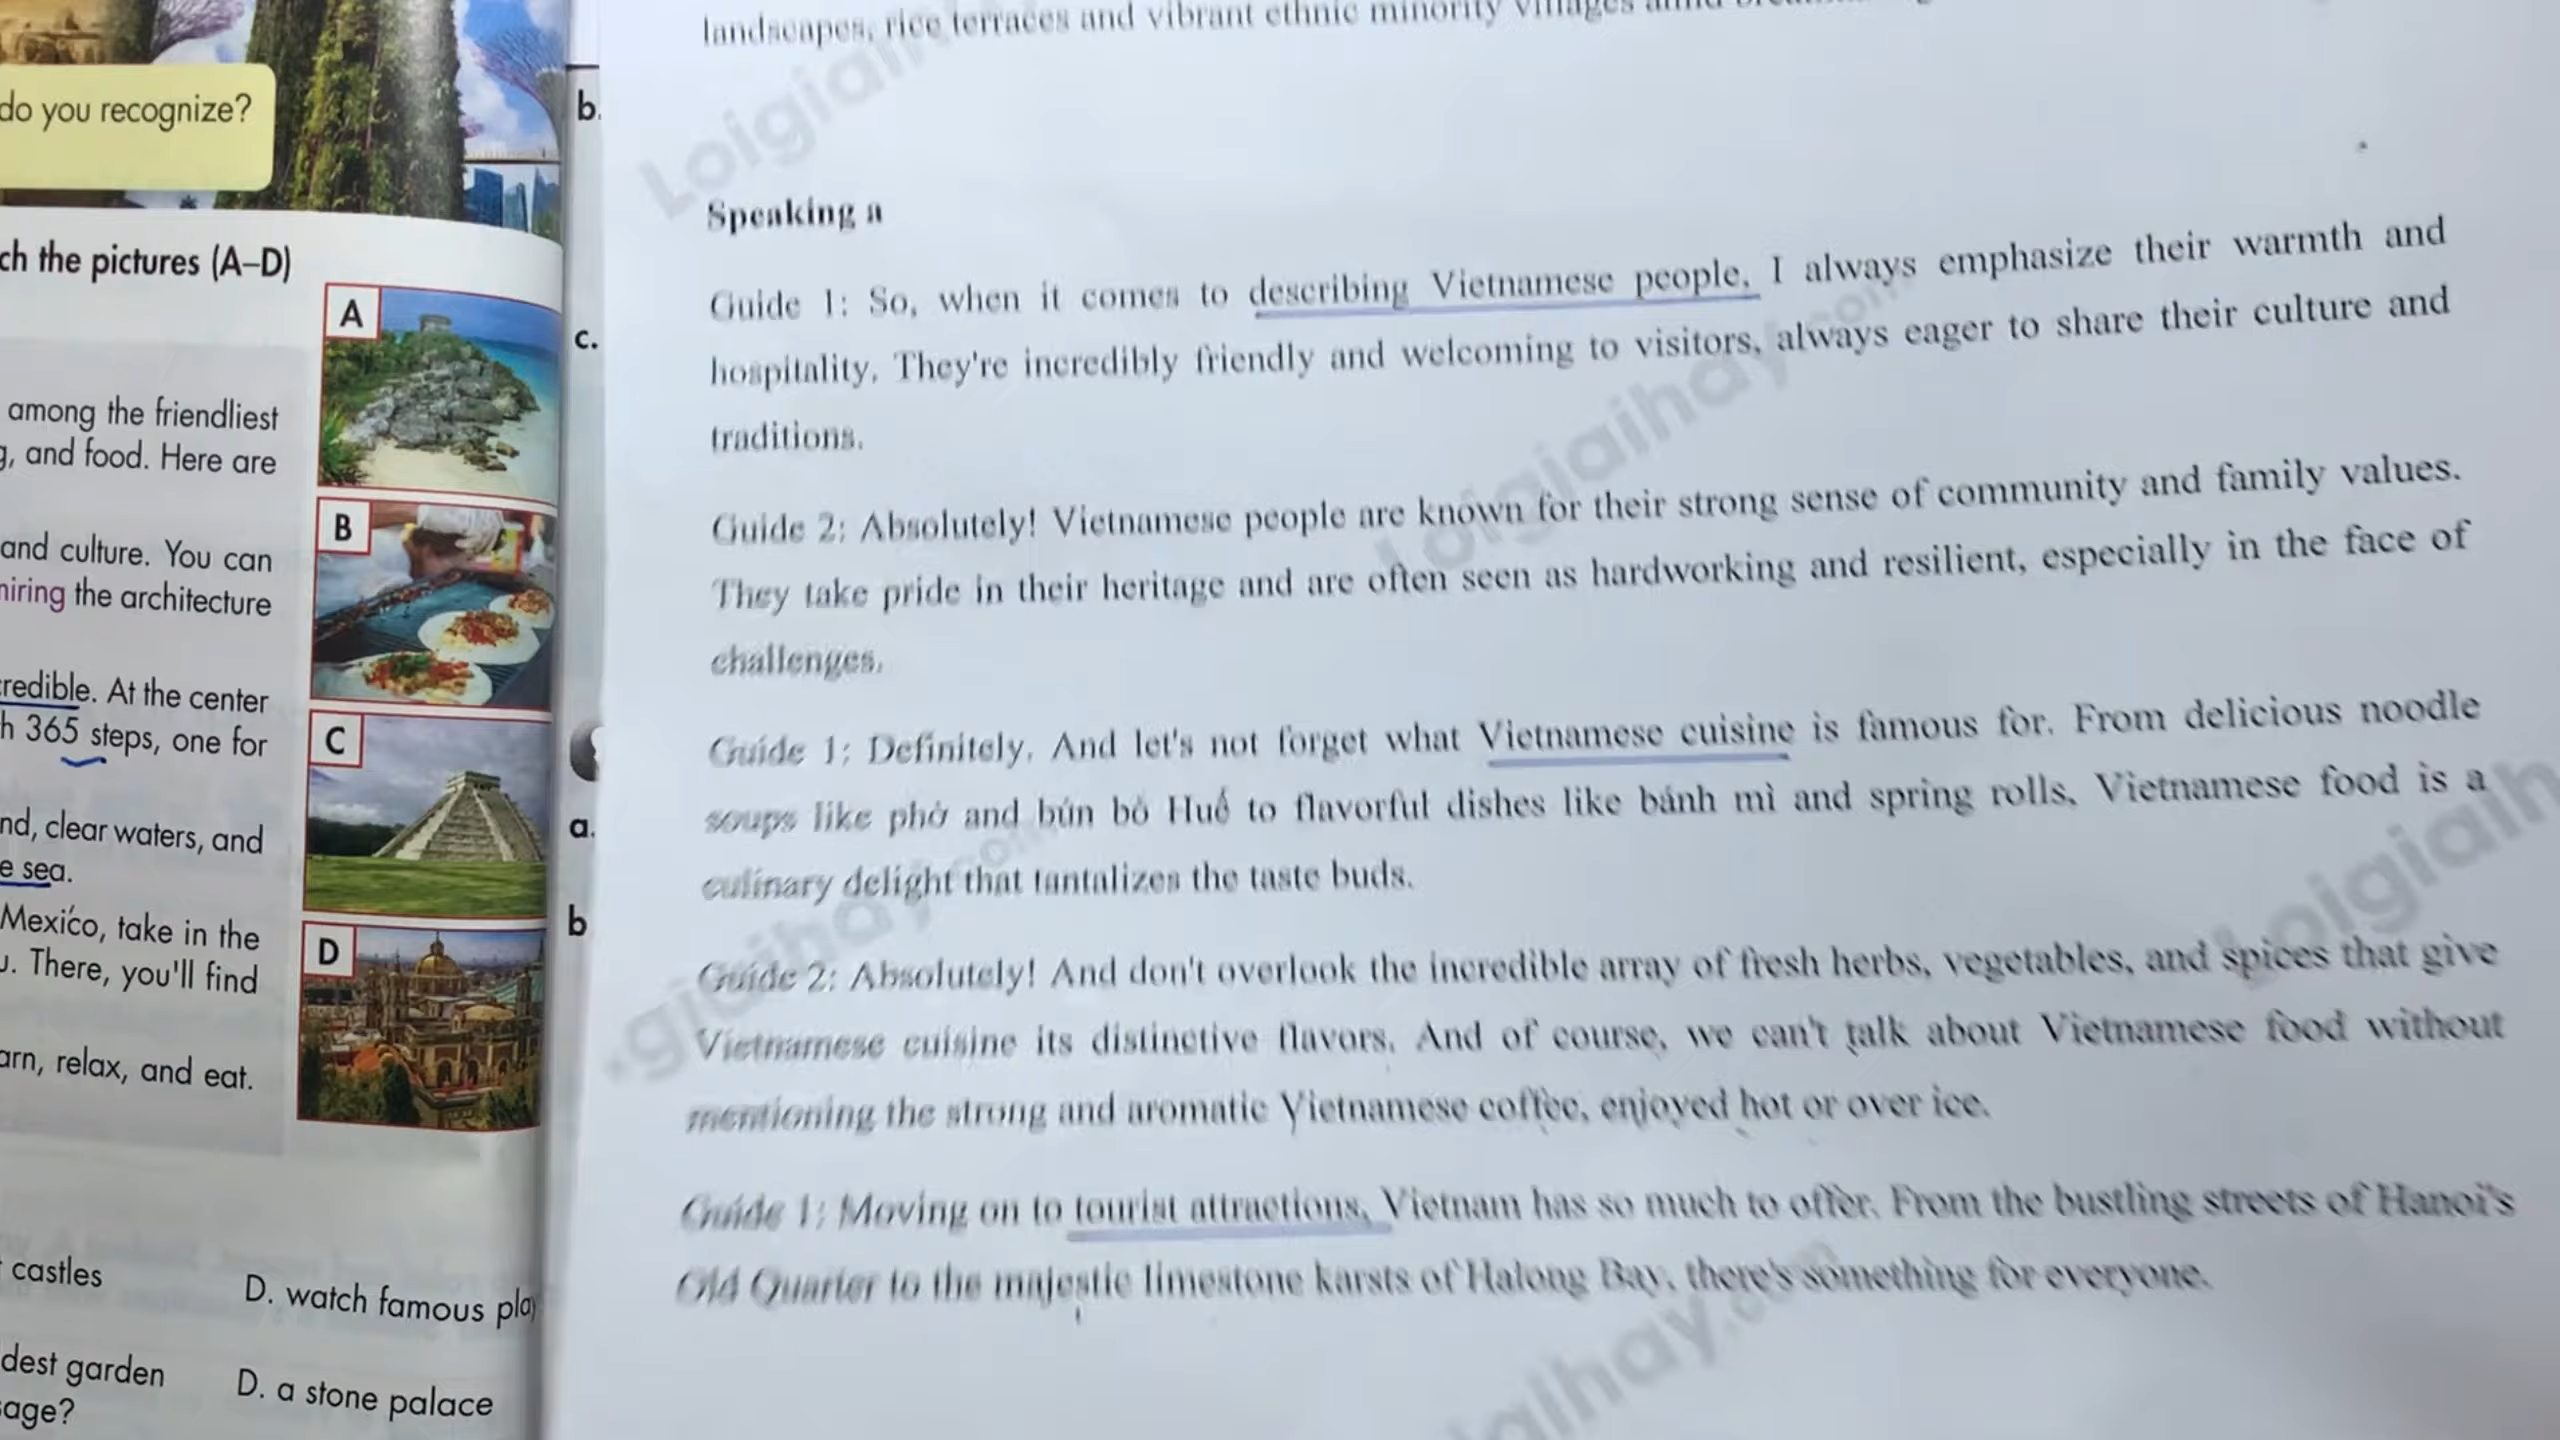 do you recognize?
ch the pictures (A–D)
A
among the friendliest
g, and food. Here are
B
and culture. You can
miring the architecture
credible. At the center
h 365 steps, one for
C
nd, clear waters, and
e sea.
Mexico, take in the
u. There, you'll find
D
arn, relax, and eat.
castles
D. watch famous play
dest garden
D. a stone palace
sage?
b.
c.
a.
b
landscapes, rice terraces and vibrant ethnic minority villages amid
Speaking a
Guide 1: So, when it comes to describing Vietnamese people, I always emphasize their warmth and
hospitality. They're incredibly friendly and welcoming to visitors, always eager to share their culture and
traditions.
Guide 2: Absolutely! Vietnamese people are known for their strong sense of community and family values.
They take pride in their heritage and are often seen as hardworking and resilient, especially in the face of
challenges.
Guide 1: Definitely. And let's not forget what Vietnamese cuisine is famous for. From delicious noodle
soups like phở and bún bò Huế to flavorful dishes like bánh mì and spring rolls, Vietnamese food is a
culinary delight that tantalizes the taste buds.
Guide 2: Absolutely! And don't overlook the incredible array of fresh herbs, vegetables, and spices that give
Vietnamese cuisine its distinctive flavors. And of course, we can't talk about Vietnamese food without
mentioning the strong and aromatic Vietnamese coffee, enjoyed hot or over ice.
Guide 1: Moving on to tourist attractions, Vietnam has so much to offer. From the bustling streets of Hanoi's
Old Quarter to the majestic limestone karsts of Halong Bay, there's something for everyone.
Loigiaihay.com